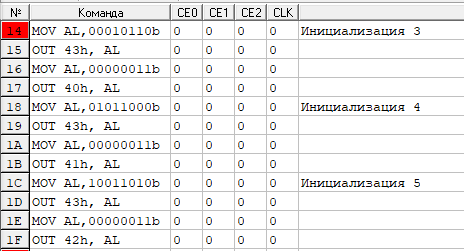 № Команда CE0 CE1 CE2 CLK
14 MOV AL,00010110b 0 0 0 0 Инициализация 3
15 OUT 43h, AL 0 0 0 0
16 MOV AL,00000011b 0 0 0 0
17 OUT 40h, AL 0 0 0 0
18 MOV AL,01011000b 0 0 0 0 Инициализация 4
19 OUT 43h, AL 0 0 0 0
1A MOV AL,00000011b 0 0 0 0
1B OUT 41h, AL 0 0 0 0
1C MOV AL,10011010b 0 0 0 0 Инициализация 5
1D OUT 43h, AL 0 0 0 0
1E MOV AL,00000011b 0 0 0 0
1F OUT 42h, AL 0 0 0 0